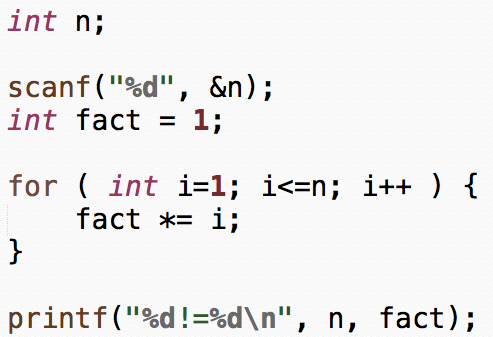 int n;
scanf("%d", &n);
int fact = 1;
for ( int i=1; i<=n; i++ ) {
    fact *= i;
}
printf("%d!=%d\n", n, fact);